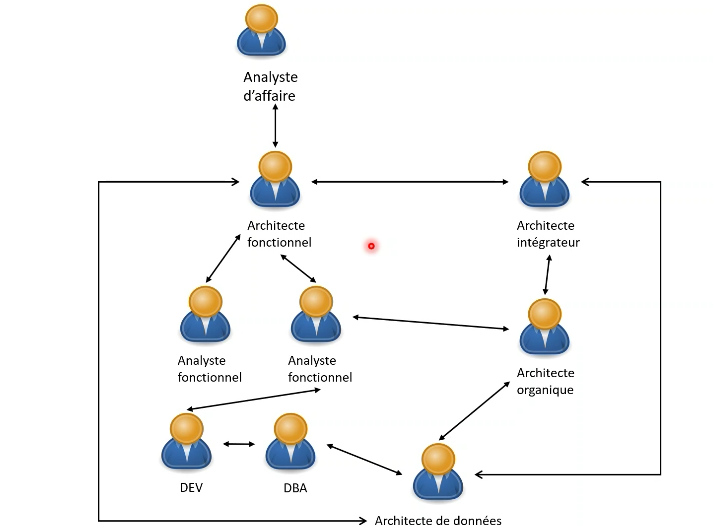 Analyste
d'affaire
Architecte
fonctionnel
Architecte
intégrateur
Analyste
fonctionnel
Analyste
fonctionnel
Architecte
organique
DEV
DBA
Architecte de données